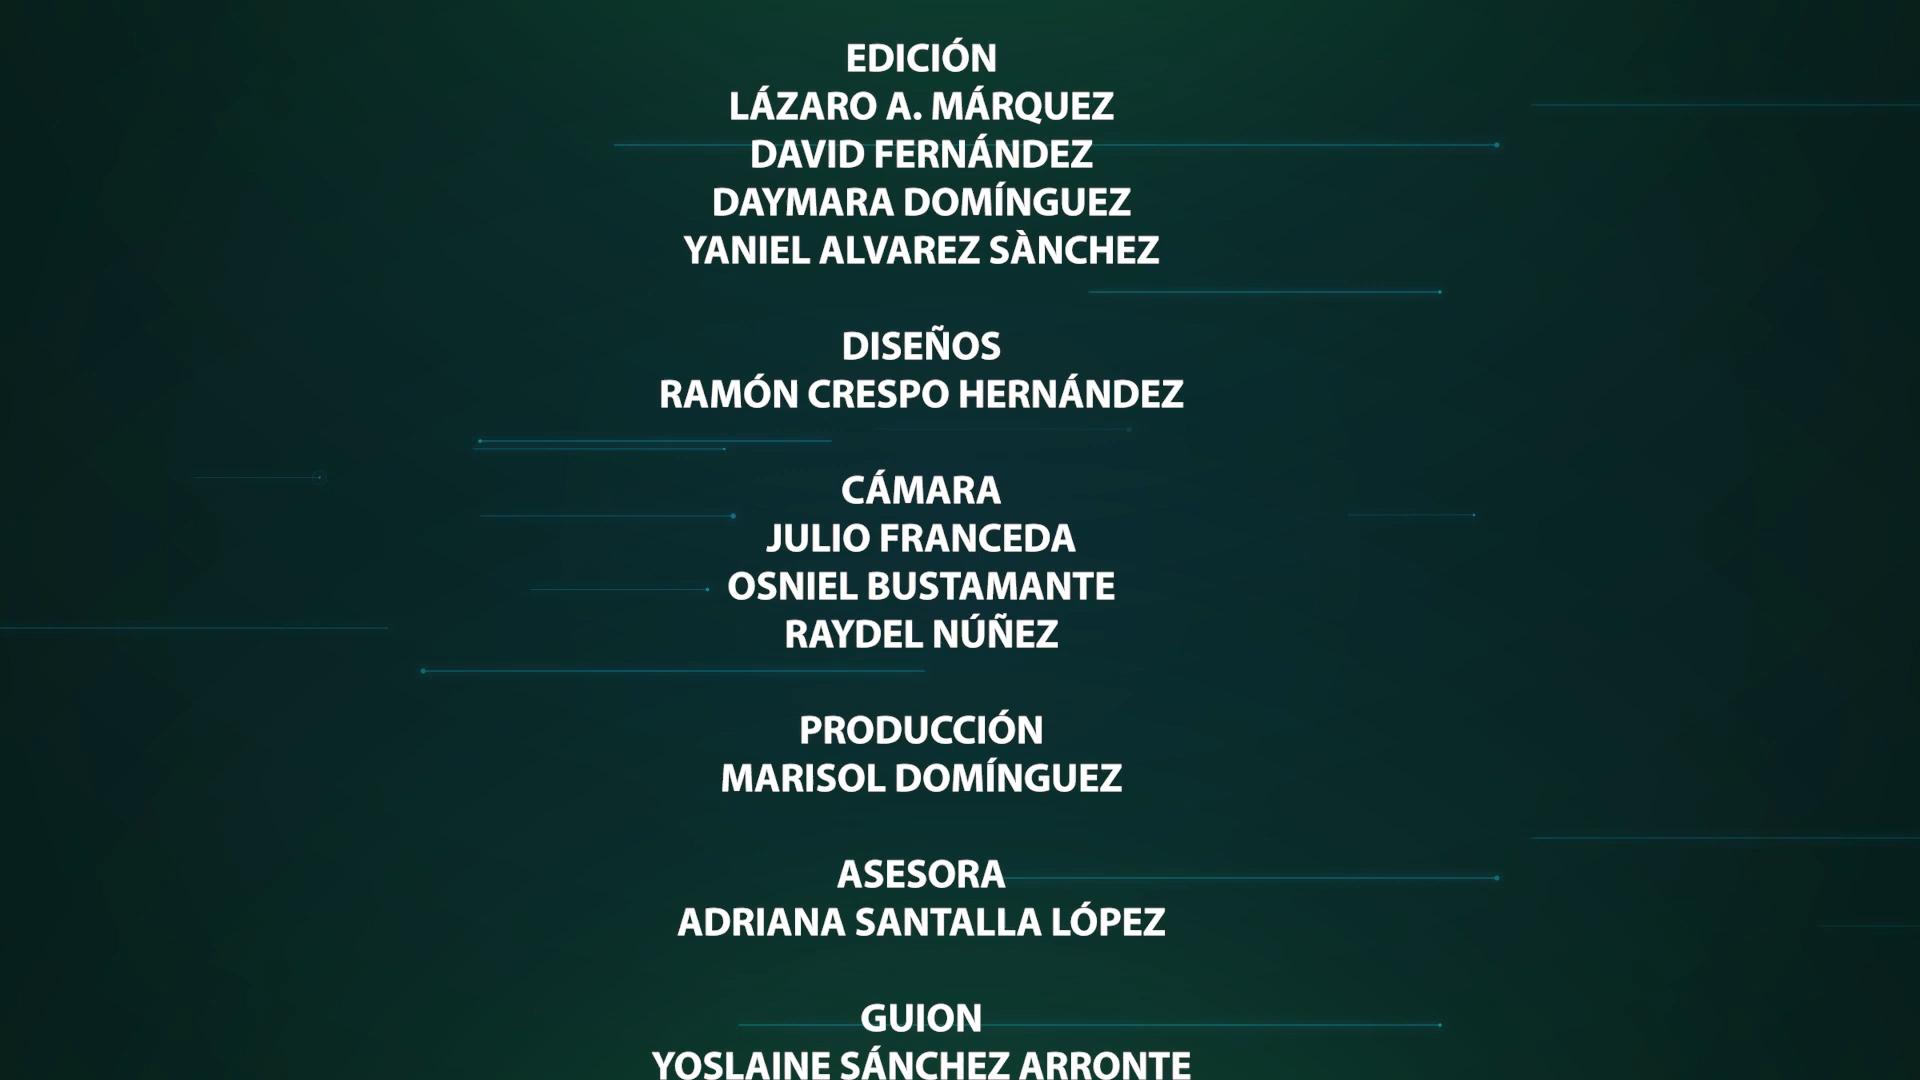 EDICIÓN
LÁZARO A. MÁRQUEZ
DAVID FERNÁNDEZ
DAYMARA DOMÍNGUEZ
YANIEL ALVAREZ SÀNCHEZ
DISEÑOS
RAMÓN CRESPO HERNÁNDEZ
CÁMARA
JULIO FRANCEDA
OSNIEL BUSTAMANTE
RAYDEL NÚÑEZ
PRODUCCIÓN
MARISOL DOMÍNGUEZ
ASESORA
ADRIANA SANTALLA LÓPEZ
GUION
YOSLAINE SÁNCHEZ ARRONTE